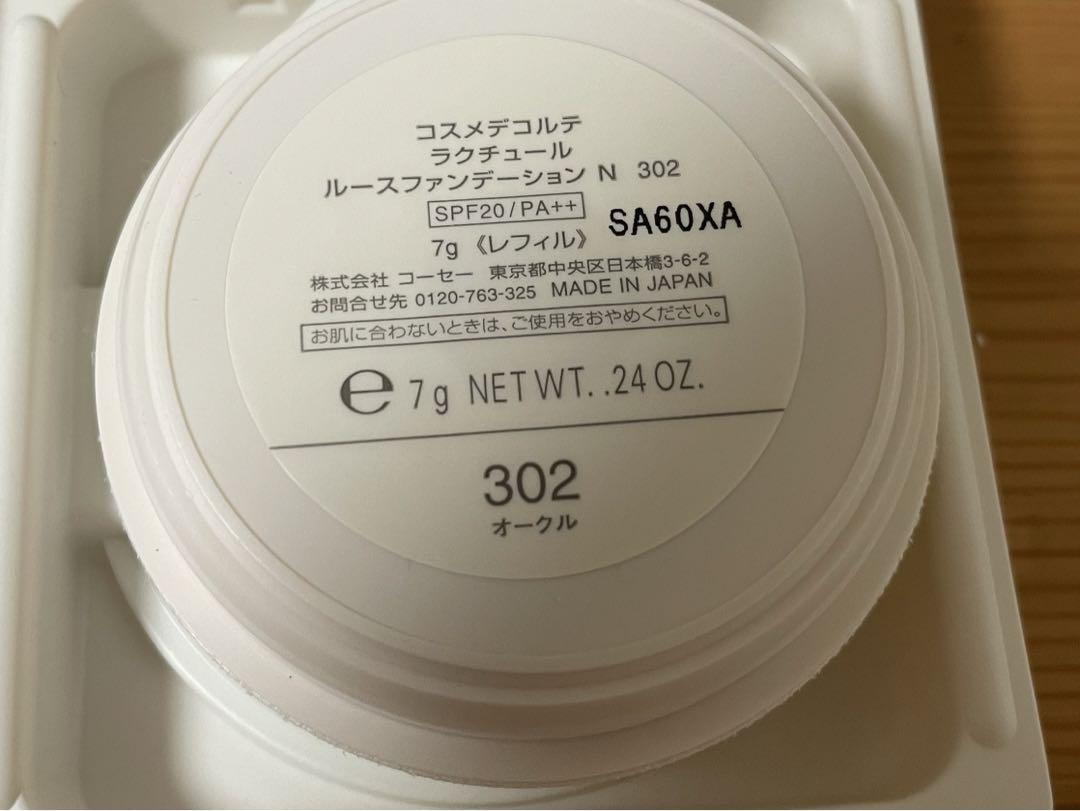 コスメデコルテ
ラクチュール
ルースファンデーション N 302
SPF20/PA++
SA60XA
7g 《レフィル》
株式会社 コーセー 東京都中央区日本橋3-6-2
お問合せ先 0120-763-325 MADE IN JAPAN
お肌に合わないときは、ご使用をおやめください。
℮ 7g NET WT. .24 OZ.
302
オークル